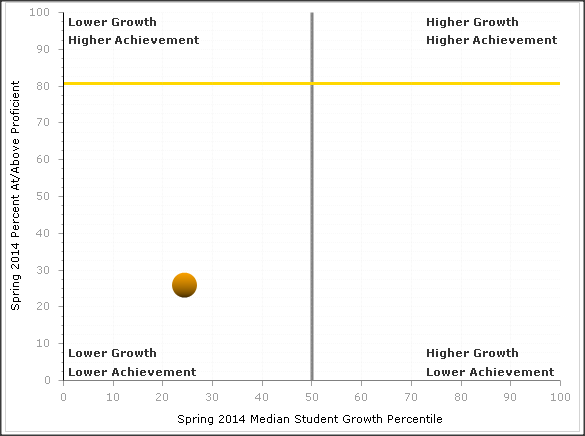 100
90
80
70
60
50
40
30
20
10
0
Spring 2014 Percent At/Above Proficient
Lower Growth
Higher Achievement
Higher Growth
Higher Achievement
Lower Growth
Lower Achievement
Higher Growth
Lower Achievement
0 10 20 30 40 50 60 70 80 90 100
Spring 2014 Median Student Growth Percentile